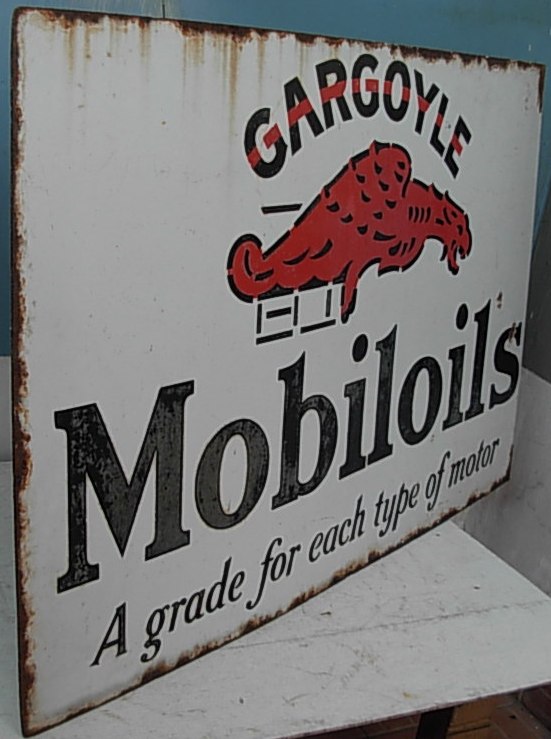 GARGOYLE
Mobiloils
A grade for each type of motor